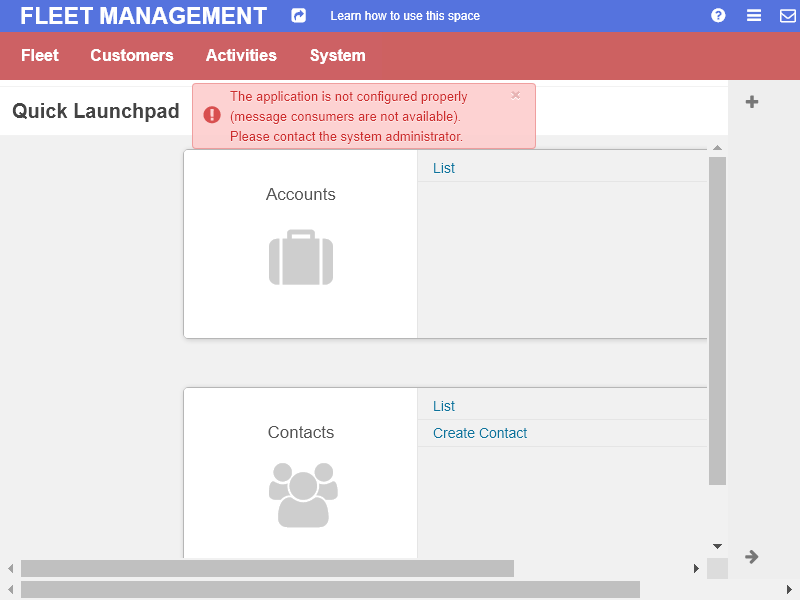 FLEET MANAGEMENT
Learn how to use this space
Fleet
Customers
Activities
System
Quick Launchpad
The application is not configured properly
(message consumers are not available).
Please contact the system administrator.
×
Accounts
List
Contacts
List
Create Contact